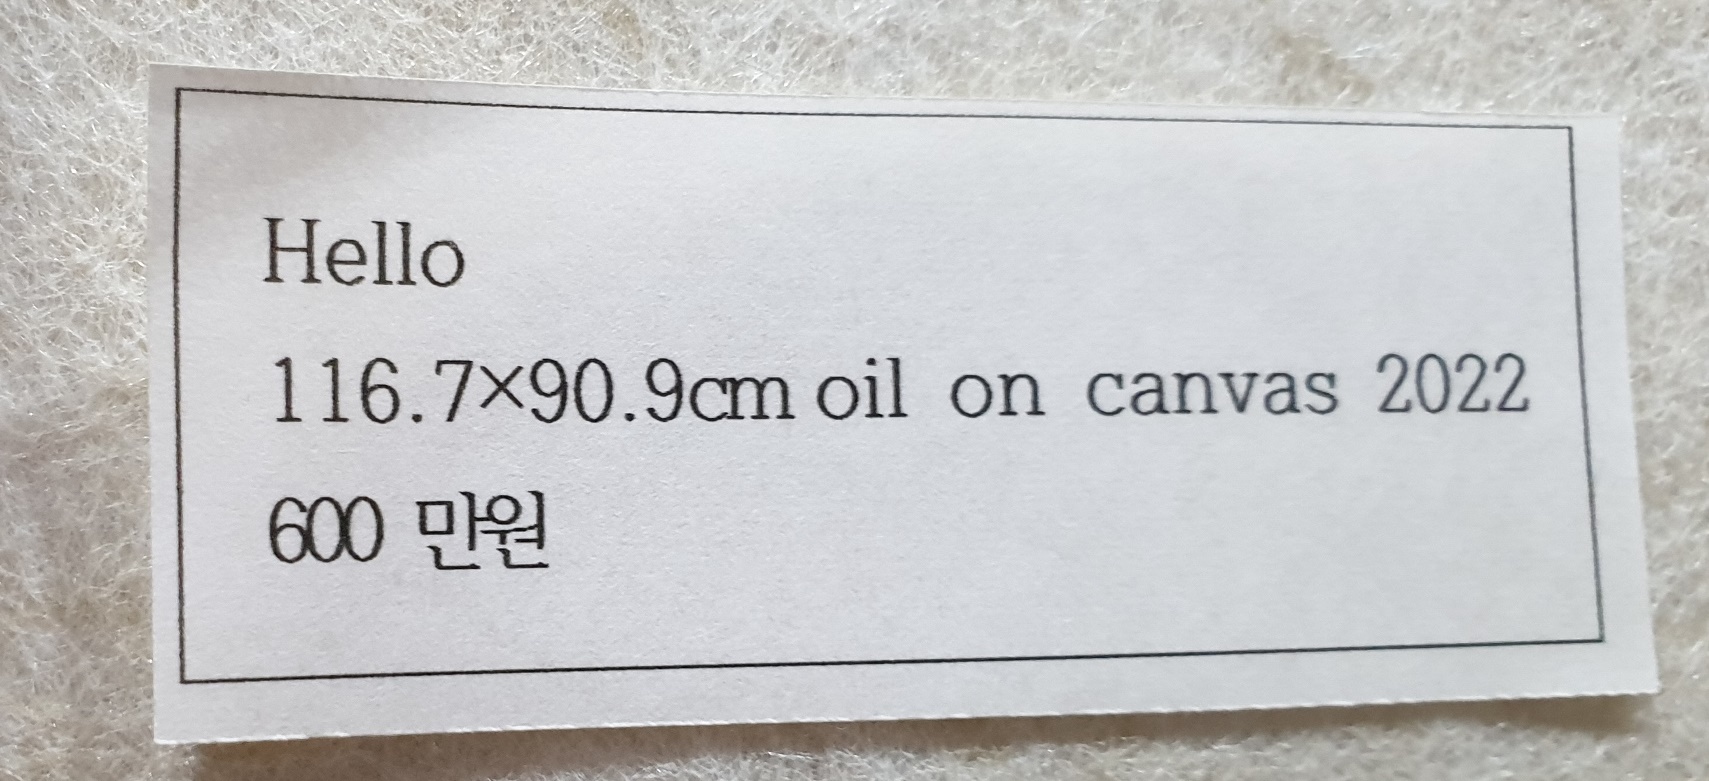 Hello
116.7×90.9cm oil on canvas 2022
600 만원